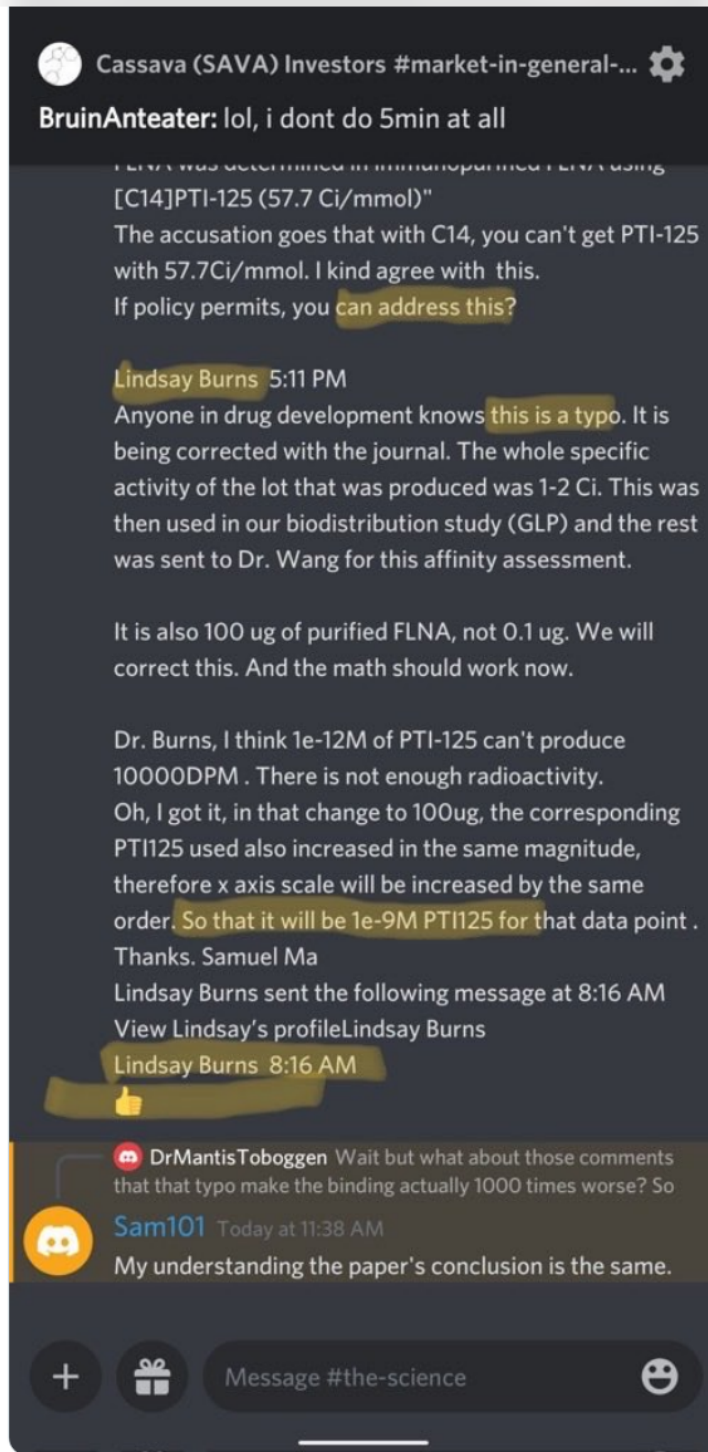 Cassava (SAVA) Investors #market-in-general-...
BruinAnteater: lol, i dont do 5min at all
FLNA was determined in immunopurified FLNA using
[C14]PTI-125 (57.7 Ci/mmol)"
The accusation goes that with C14, you can't get PTI-125
with 57.7Ci/mmol. I kind agree with this.
If policy permits, you can address this?
Lindsay Burns 5:11 PM
Anyone in drug development knows this is a typo. It is
being corrected with the journal. The whole specific
activity of the lot that was produced was 1-2 Ci. This was
then used in our biodistribution study (GLP) and the rest
was sent to Dr. Wang for this affinity assessment.
It is also 100 ug of purified FLNA, not 0.1 ug. We will
correct this. And the math should work now.
Dr. Burns, I think 1e-12M of PTI-125 can't produce
10000DPM . There is not enough radioactivity.
Oh, I got it, in that change to 100ug, the corresponding
PTI125 used also increased in the same magnitude,
therefore x axis scale will be increased by the same
order. So that it will be 1e-9M PTI125 for that data point .
Thanks. Samuel Ma
Lindsay Burns sent the following message at 8:16 AM
View Lindsay's profileLindsay Burns
Lindsay Burns 8:16 AM
👍
DrMantisToboggen Wait but what about those comments
that that typo make the binding actually 1000 times worse? So
Sam101 Today at 11:38 AM
My understanding the paper's conclusion is the same.
Message #the-science